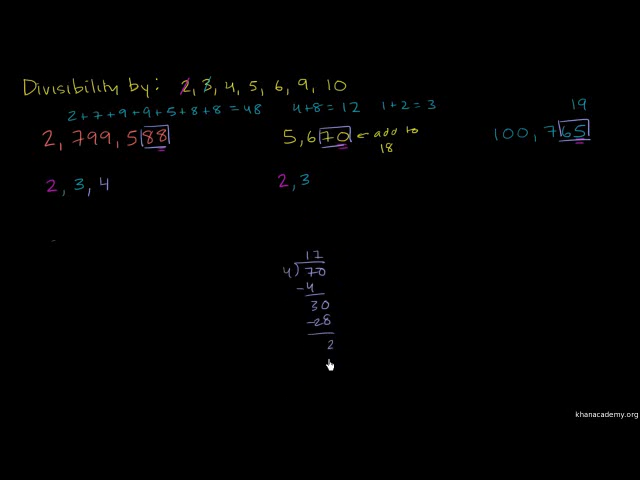 Divisibility by: 2, 3, 4, 5, 6, 9, 10
2+7+9+9+5+8+8=48 4+8=12 1+2=3 19
2,799,588 5,670 ← add to 18 100,765
2, 3, 4 2, 3
17
4)70
-4
30
-28
2
khanacademy.org